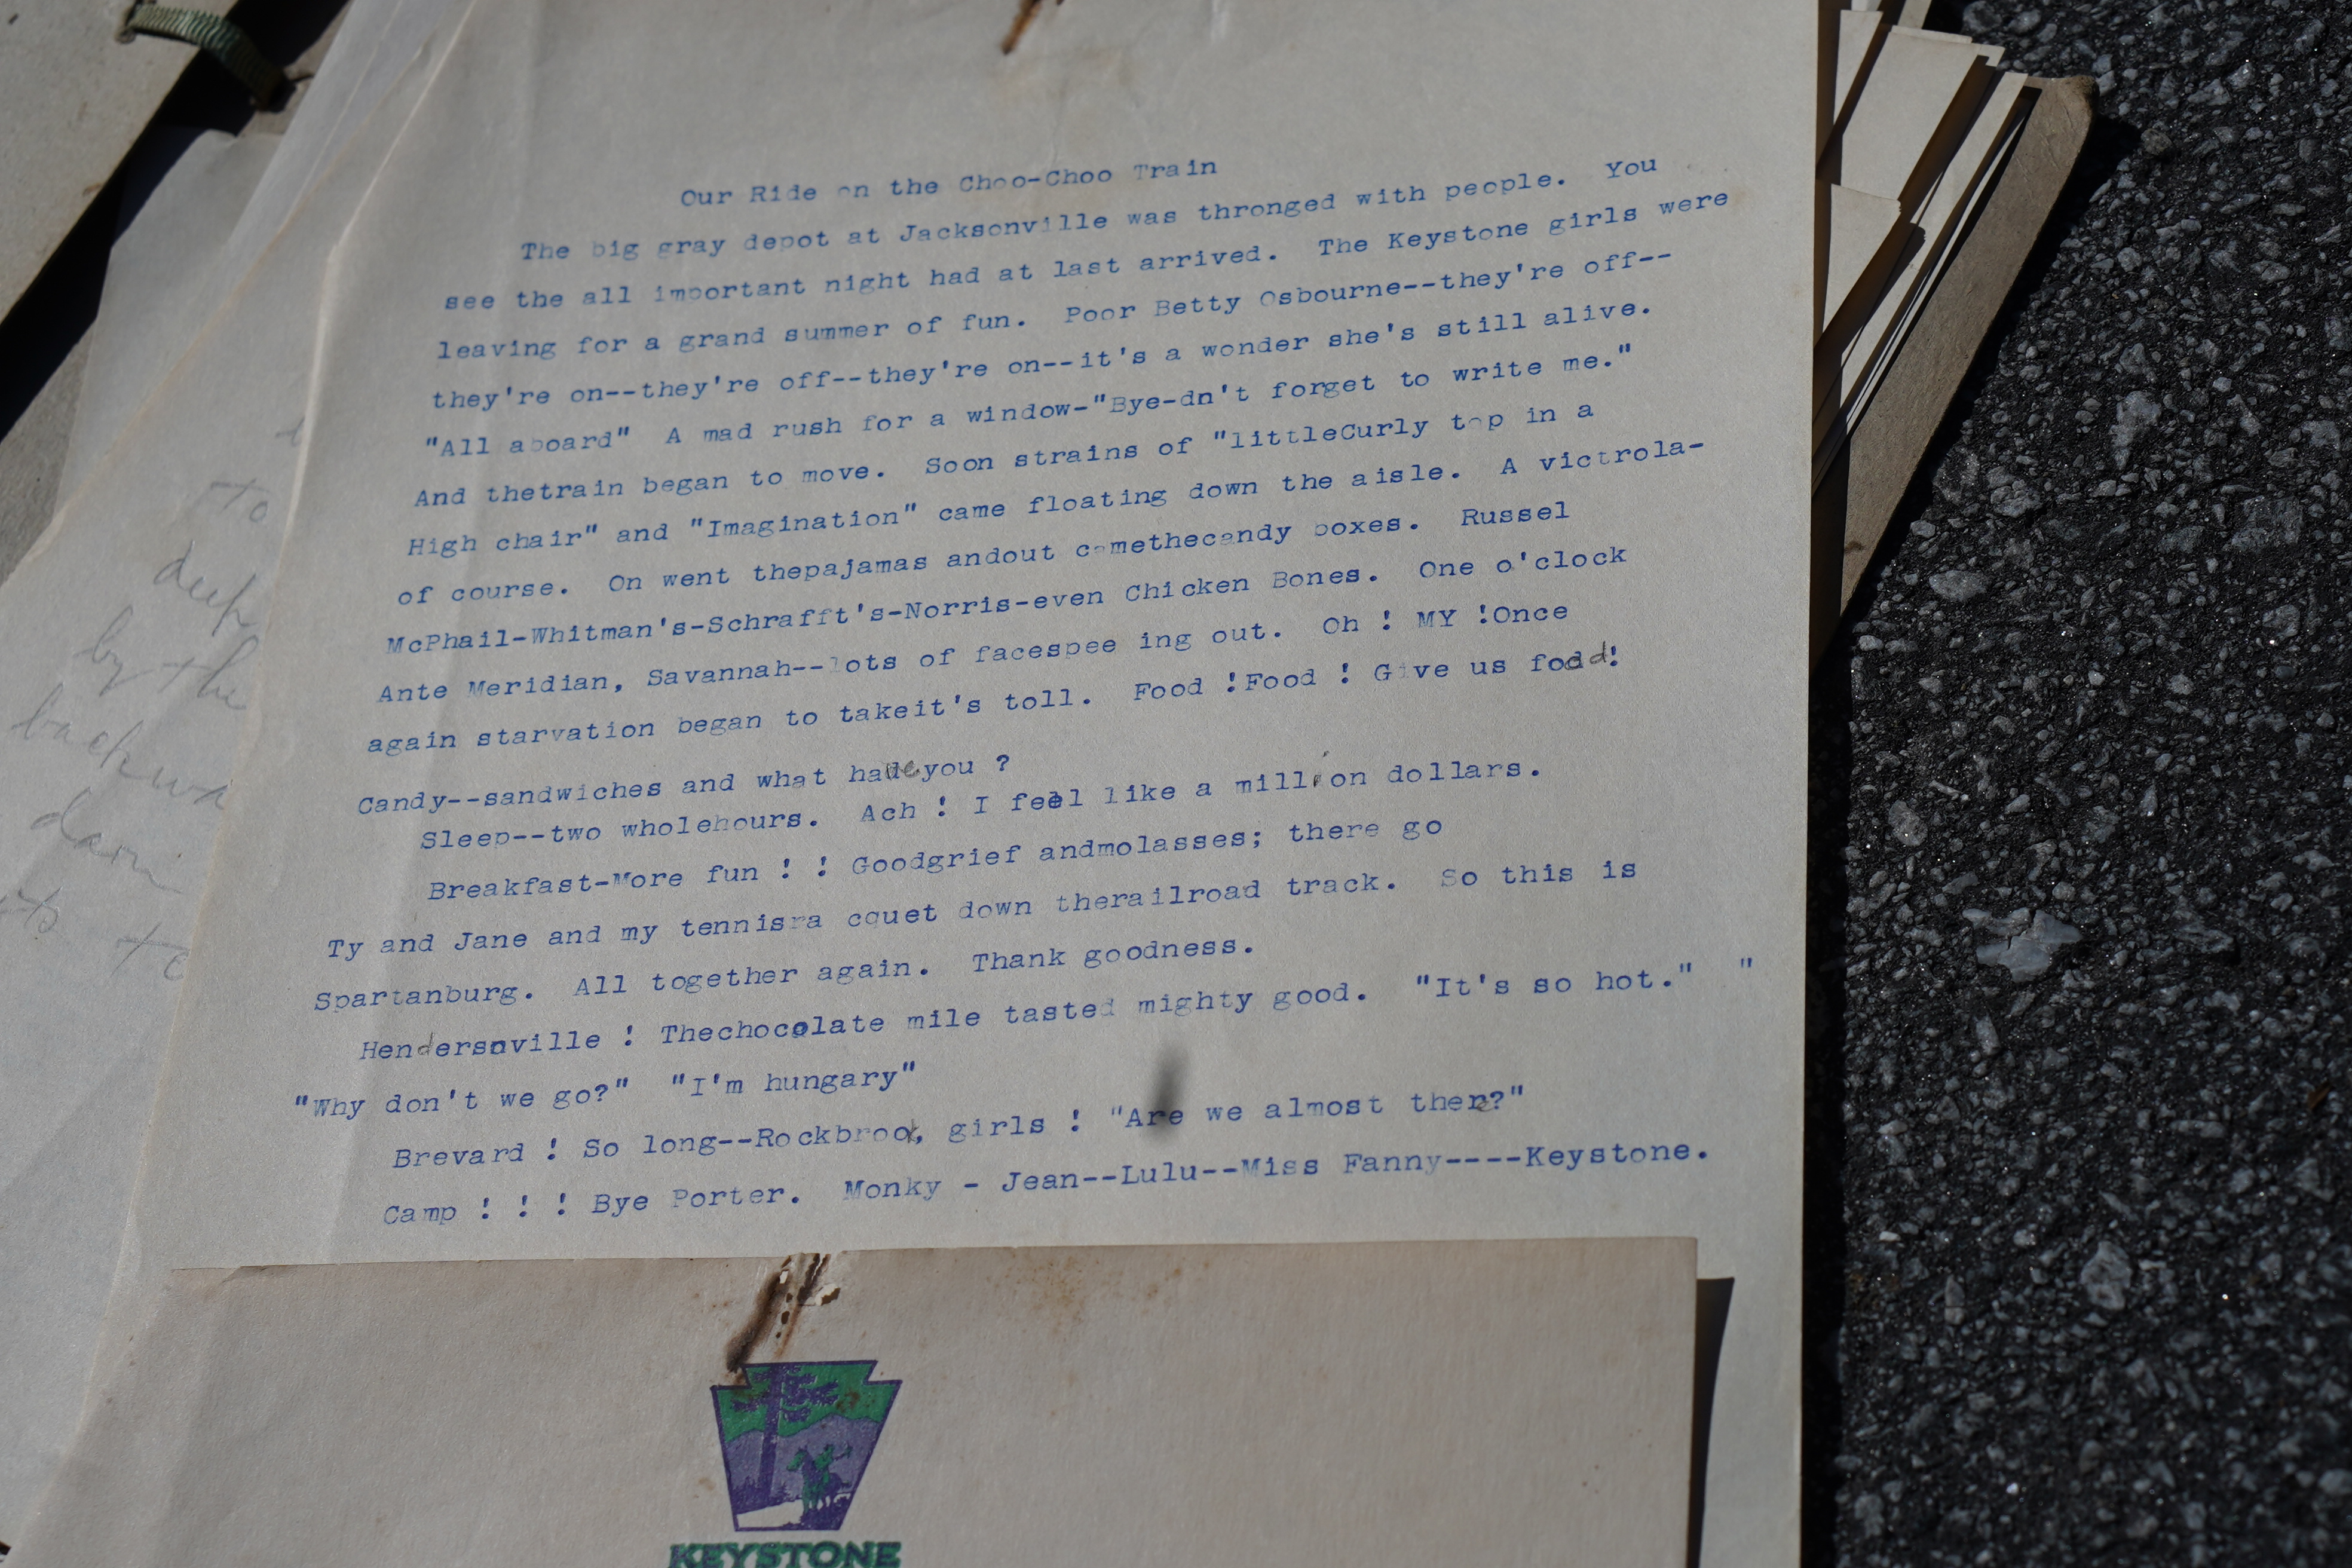 Our Ride on the Choo-Choo Train
The big gray depot at Jacksonville was thronged with people. You
see the all important night had at last arrived. The Keystone girls were
leaving for a grand summer of fun. Poor Betty Osbourne--they're off--
they're on--they're off--they're on--it's a wonder she's still alive.
"All aboard" A mad rush for a window-"Bye-dn't forget to write me."
And thetrain began to move. Soon strains of "littleCurly top in a
High chair" and "Imagination" came floating down the aisle. A victrola-
of course. On went thepajamas andout camethecandy boxes. Russel
McPhail-Whitman's-Schrafft's-Norris-even Chicken Bones. One o'clock
Ante Meridian, Savannah--lots of facespee ing out. Oh ! MY !Once
again starvation began to takeit's toll. Food !Food ! Give us food!
Candy--sandwiches and what have you ?
Sleep--two wholehours. Ach ! I feel like a million dollars.
Breakfast-More fun ! ! Goodgrief andmolasses; there go
Ty and Jane and my tennisra cquet down therailroad track. So this is
Spartanburg. All together again. Thank goodness.
Hendersnville ! Thechocolate mile tasted mighty good. "It's so hot." "
"Why don't we go?" "I'm hungary"
Brevard ! So long--Rockbrook, girls ! "Are we almost there?"
Camp ! ! ! Bye Porter. Monky - Jean--Lulu--Miss Fanny----Keystone.
KEYSTONE
to
deep
by the